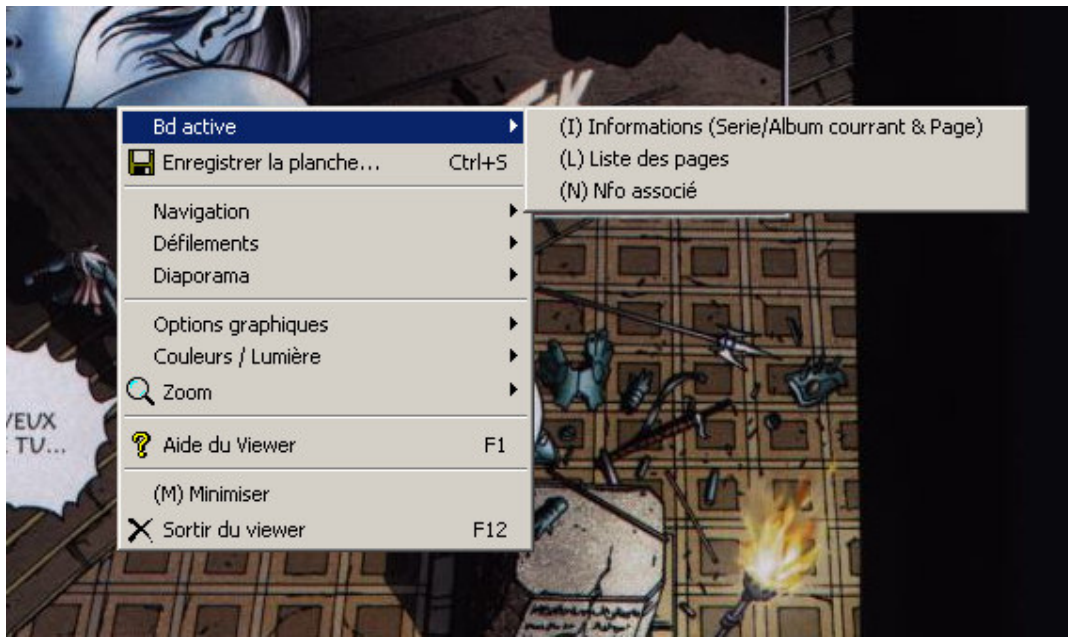 Bd active
(I) Informations (Serie/Album courrant & Page)
Enregistrer la planche... Ctrl+S
(L) Liste des pages
(N) Nfo associé
Navigation
Défilements
Diaporama
Options graphiques
Couleurs / Lumière
Zoom
Aide du Viewer F1
(M) Minimiser
Sortir du viewer F12
TU...